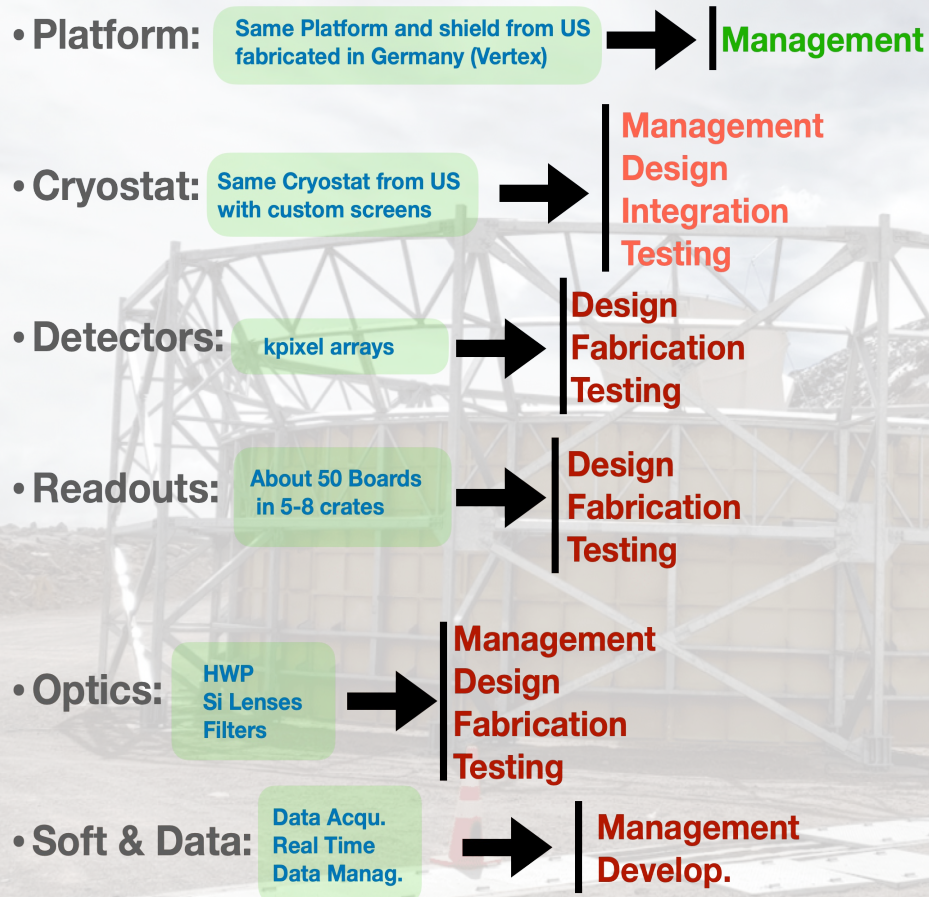 • Platform:
Same Platform and shield from US
fabricated in Germany (Vertex)
Management
• Cryostat:
Same Cryostat from US
with custom screens
Management
Design
Integration
Testing
• Detectors:
kpixel arrays
Design
Fabrication
Testing
• Readouts:
About 50 Boards
in 5-8 crates
Design
Fabrication
Testing
• Optics:
HWP
Si Lenses
Filters
Management
Design
Fabrication
Testing
• Soft & Data:
Data Acqu.
Real Time
Data Manag.
Management
Develop.